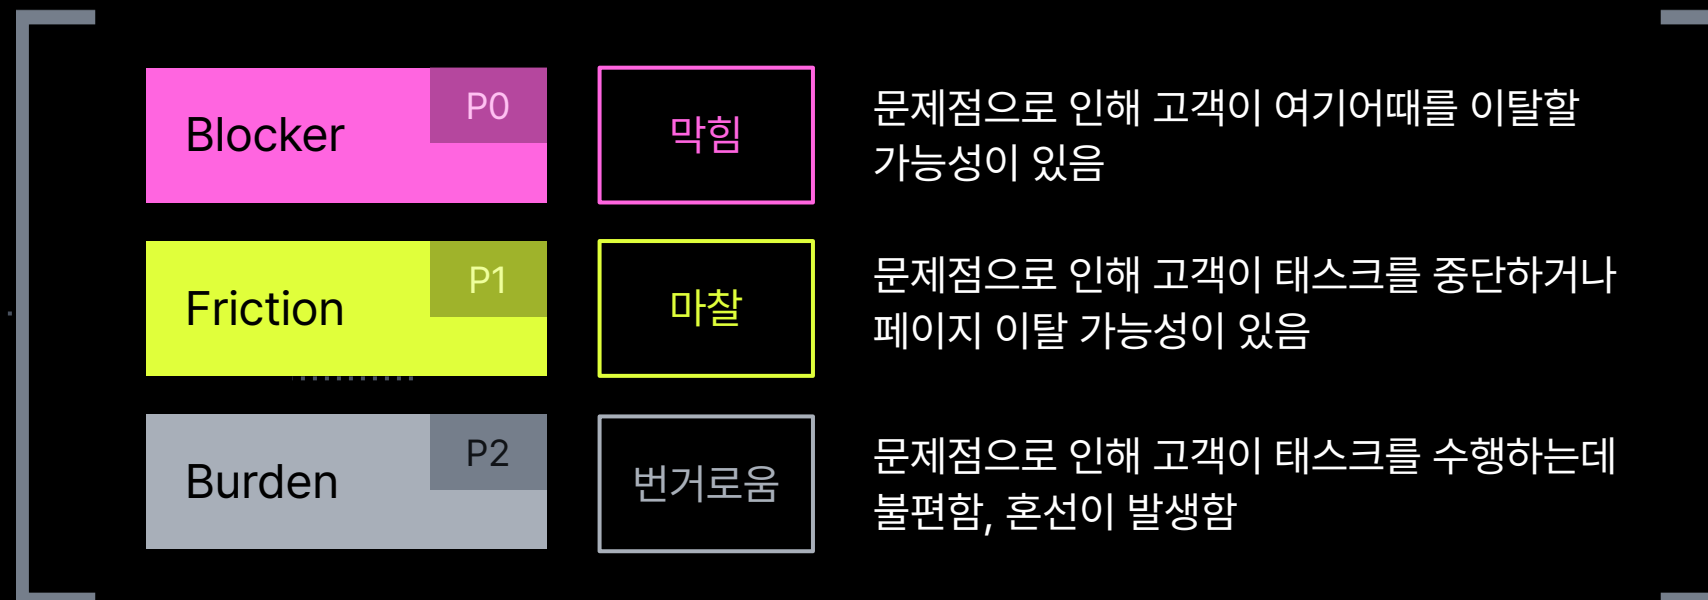 Blocker
P0
막힘
문제점으로 인해 고객이 여기어때를 이탈할
가능성이 있음
Friction
P1
마찰
문제점으로 인해 고객이 태스크를 중단하거나
페이지 이탈 가능성이 있음
Burden
P2
번거로움
문제점으로 인해 고객이 태스크를 수행하는데
불편함, 혼선이 발생함